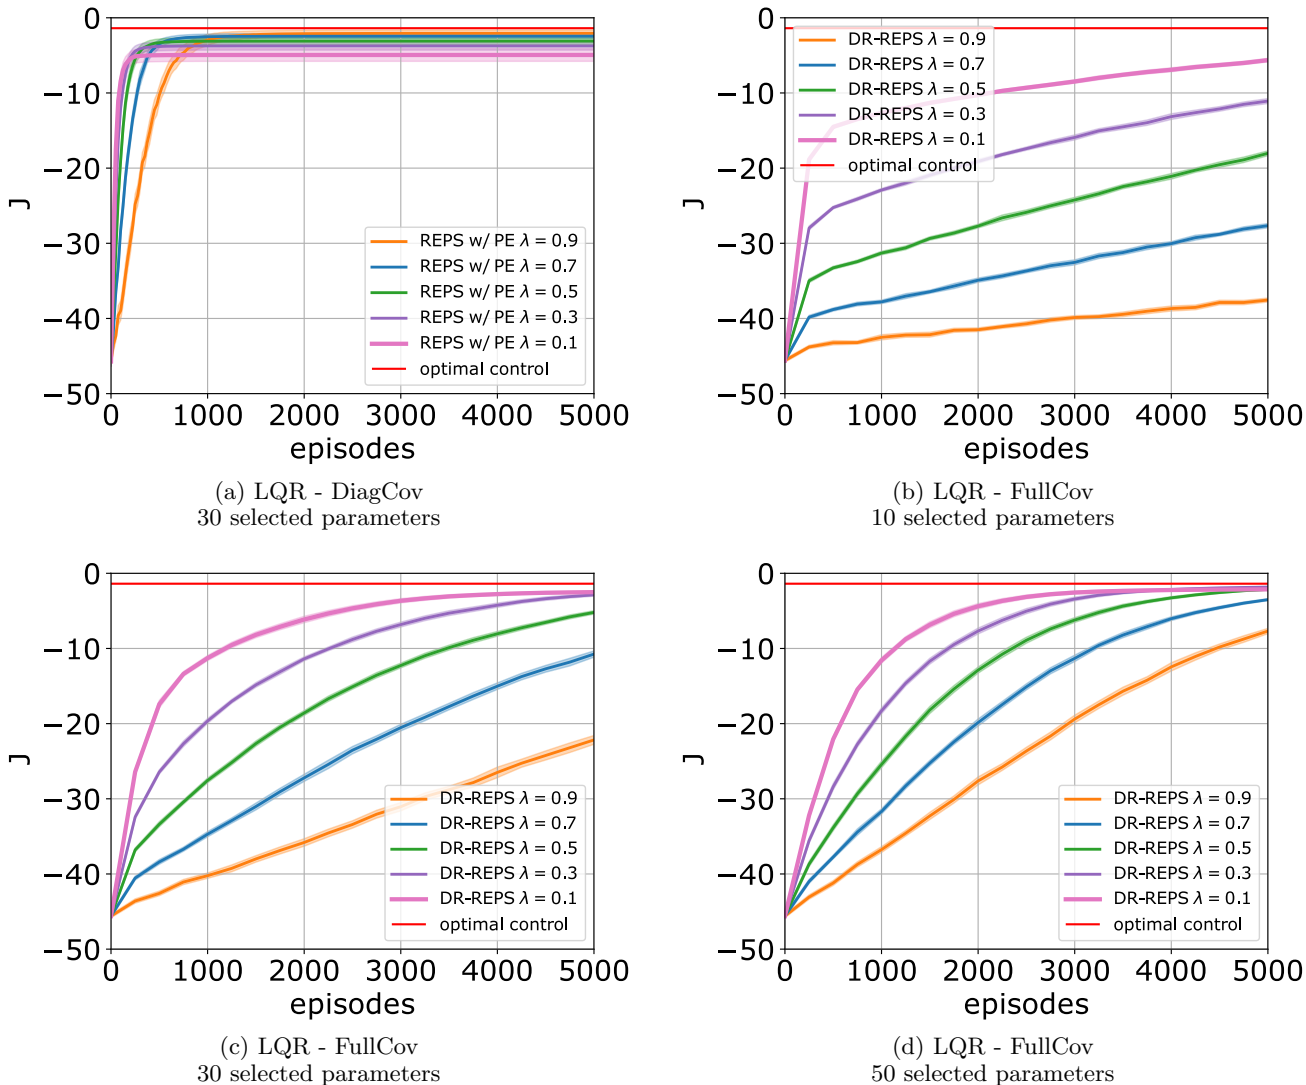 0
−10
−20
−30
−40
−50
J
REPS w/ PE λ = 0.9
REPS w/ PE λ = 0.7
REPS w/ PE λ = 0.5
REPS w/ PE λ = 0.3
REPS w/ PE λ = 0.1
optimal control
0 1000 2000 3000 4000 5000
episodes
(a) LQR - DiagCov
30 selected parameters
0
−10
−20
−30
−40
−50
J
DR-REPS λ = 0.9
DR-REPS λ = 0.7
DR-REPS λ = 0.5
DR-REPS λ = 0.3
DR-REPS λ = 0.1
optimal control
0 1000 2000 3000 4000 5000
episodes
(b) LQR - FullCov
10 selected parameters
0
−10
−20
−30
−40
−50
J
DR-REPS λ = 0.9
DR-REPS λ = 0.7
DR-REPS λ = 0.5
DR-REPS λ = 0.3
DR-REPS λ = 0.1
optimal control
0 1000 2000 3000 4000 5000
episodes
(c) LQR - FullCov
30 selected parameters
0
−10
−20
−30
−40
−50
J
DR-REPS λ = 0.9
DR-REPS λ = 0.7
DR-REPS λ = 0.5
DR-REPS λ = 0.3
DR-REPS λ = 0.1
optimal control
0 1000 2000 3000 4000 5000
episodes
(d) LQR - FullCov
50 selected parameters